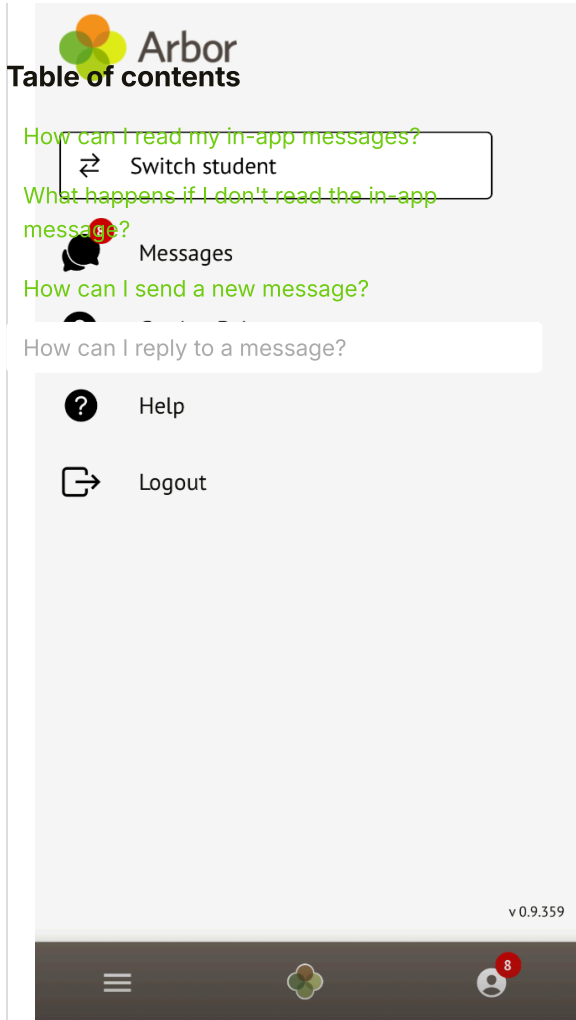 Arbor
Table of contents
How can I read my in-app messages?
Switch student
What happens if I don't read the in-app
message?
8
Messages
How can I send a new message?
How can I reply to a message?
Help
Logout
v 0.9.359
8